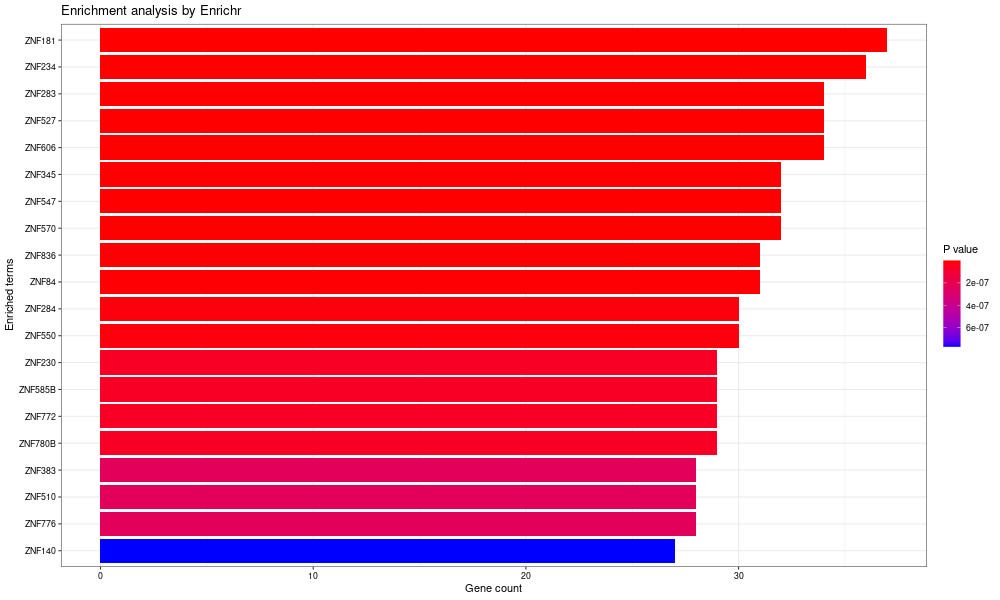 Enrichment analysis by Enrichr
ZNF181
ZNF234
ZNF283
ZNF527
ZNF606
ZNF345
ZNF547
ZNF570
ZNF836
ZNF84
ZNF284
ZNF550
ZNF230
ZNF585B
ZNF772
ZNF780B
ZNF383
ZNF510
ZNF776
ZNF140
Enriched terms
0 10 20 30
Gene count
P value
2e-07
4e-07
6e-07